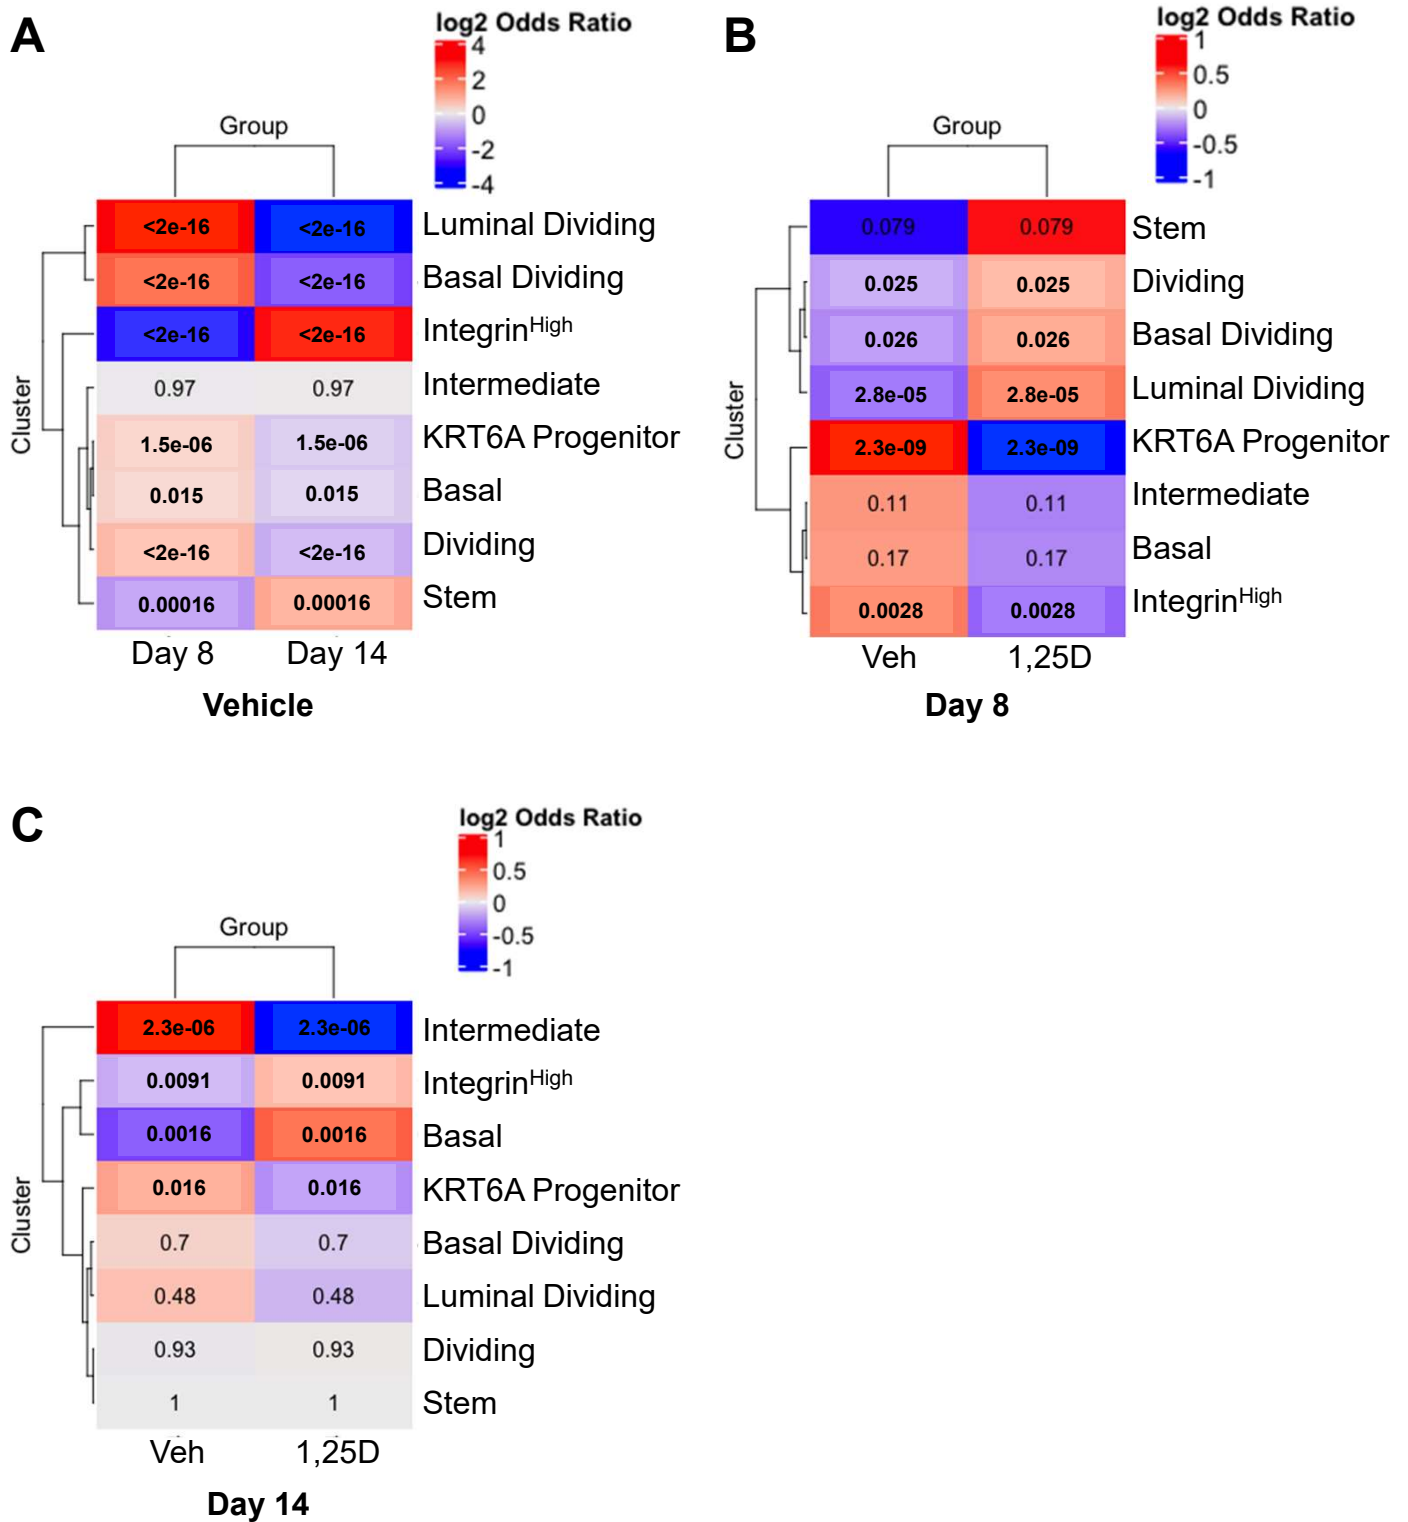 A
log2 Odds Ratio
4
2
0
-2
-4
Group
Cluster
<2e-16 <2e-16 Luminal Dividing
<2e-16 <2e-16 Basal Dividing
<2e-16 <2e-16 IntegrinHigh
0.97 0.97 Intermediate
1.5e-06 1.5e-06 KRT6A Progenitor
0.015 0.015 Basal
<2e-16 <2e-16 Dividing
0.00016 0.00016 Stem
Day 8 Day 14
Vehicle
B
log2 Odds Ratio
1
0.5
0
-0.5
-1
Group
Cluster
0.079 0.079 Stem
0.025 0.025 Dividing
0.026 0.026 Basal Dividing
2.8e-05 2.8e-05 Luminal Dividing
2.3e-09 2.3e-09 KRT6A Progenitor
0.11 0.11 Intermediate
0.17 0.17 Basal
0.0028 0.0028 IntegrinHigh
Veh 1,25D
Day 8
C
log2 Odds Ratio
1
0.5
0
-0.5
-1
Group
Cluster
2.3e-06 2.3e-06 Intermediate
0.0091 0.0091 IntegrinHigh
0.0016 0.0016 Basal
0.016 0.016 KRT6A Progenitor
0.7 0.7 Basal Dividing
0.48 0.48 Luminal Dividing
0.93 0.93 Dividing
1 1 Stem
Veh 1,25D
Day 14